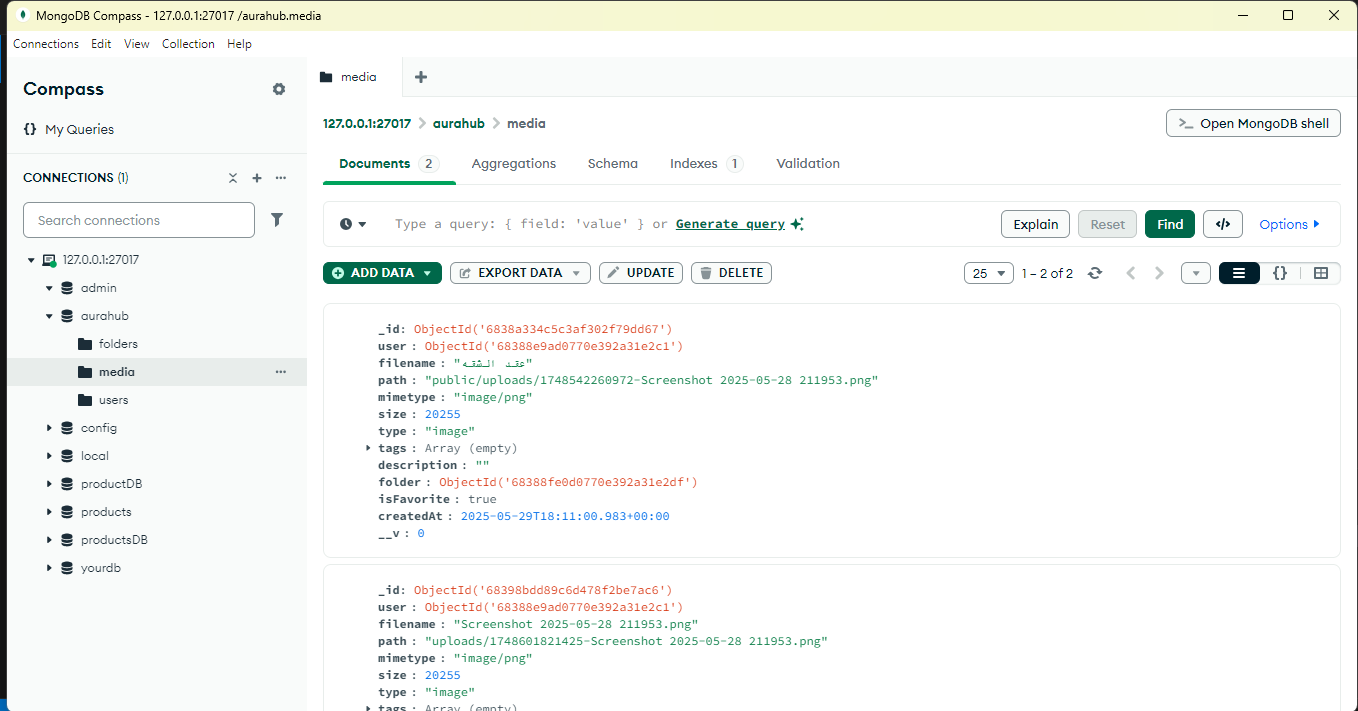 MongoDB Compass - 127.0.0.1:27017 /aurahub.media
Connections Edit View Collection Help
Compass
My Queries
CONNECTIONS (1)
Search connections
127.0.0.1:27017
admin
aurahub
folders
media
users
config
local
productDB
products
productsDB
yourdb
media
127.0.0.1:27017 > aurahub > media
Open MongoDB shell
Documents 2 Aggregations Schema Indexes 1 Validation
Type a query: { field: 'value' } or Generate query
Explain Reset Find </> Options
ADD DATA EXPORT DATA UPDATE DELETE
25 1 – 2 of 2 {}
_id: ObjectId('6838a334c5c3af302f79dd67')
user : ObjectId('68388e9ad0770e392a31e2c1')
filename : "عقد الشقه"
path : "public/uploads/1748542260972-Screenshot 2025-05-28 211953.png"
mimetype : "image/png"
size : 20255
type : "image"
tags : Array (empty)
description : ""
folder : ObjectId('68388fe0d0770e392a31e2df')
isFavorite : true
createdAt : 2025-05-29T18:11:00.983+00:00
__v : 0
_id: ObjectId('68398bdd89c6d478f2be7ac6')
user : ObjectId('68388e9ad0770e392a31e2c1')
filename : "Screenshot 2025-05-28 211953.png"
path : "uploads/1748601821425-Screenshot 2025-05-28 211953.png"
mimetype : "image/png"
size : 20255
type : "image"
tags : Array (empty)